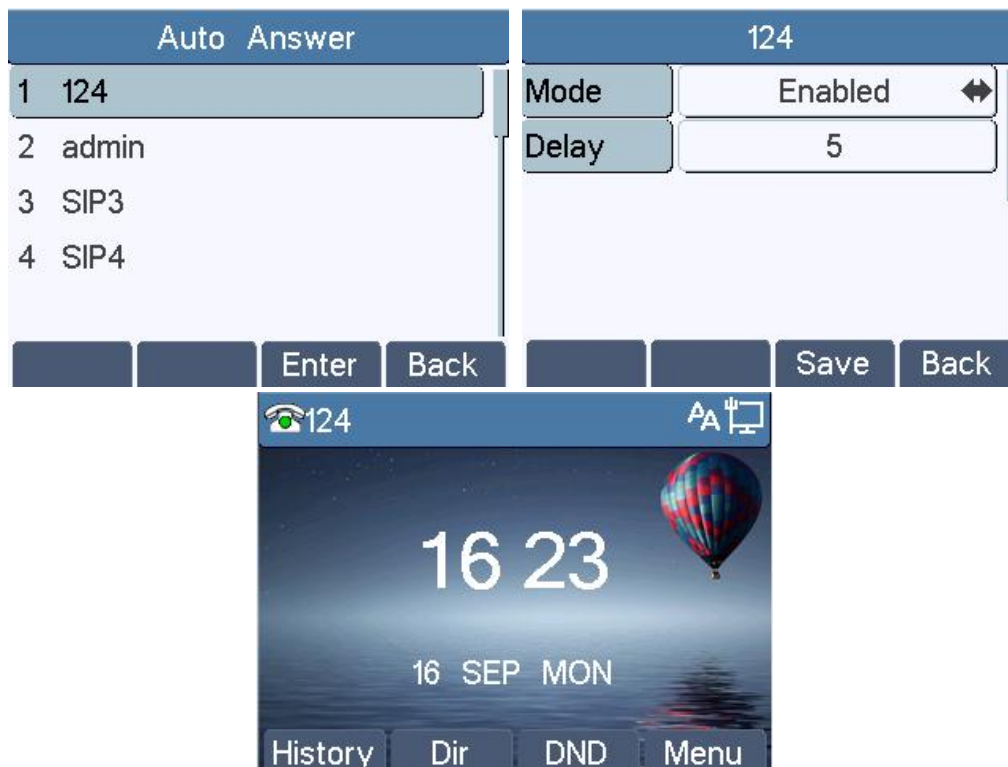 Auto Answer
1 124
2 admin
3 SIP3
4 SIP4
Enter Back
124
Mode Enabled
Delay 5
Save Back
124 AA
16 23
16 SEP MON
History Dir DND Menu